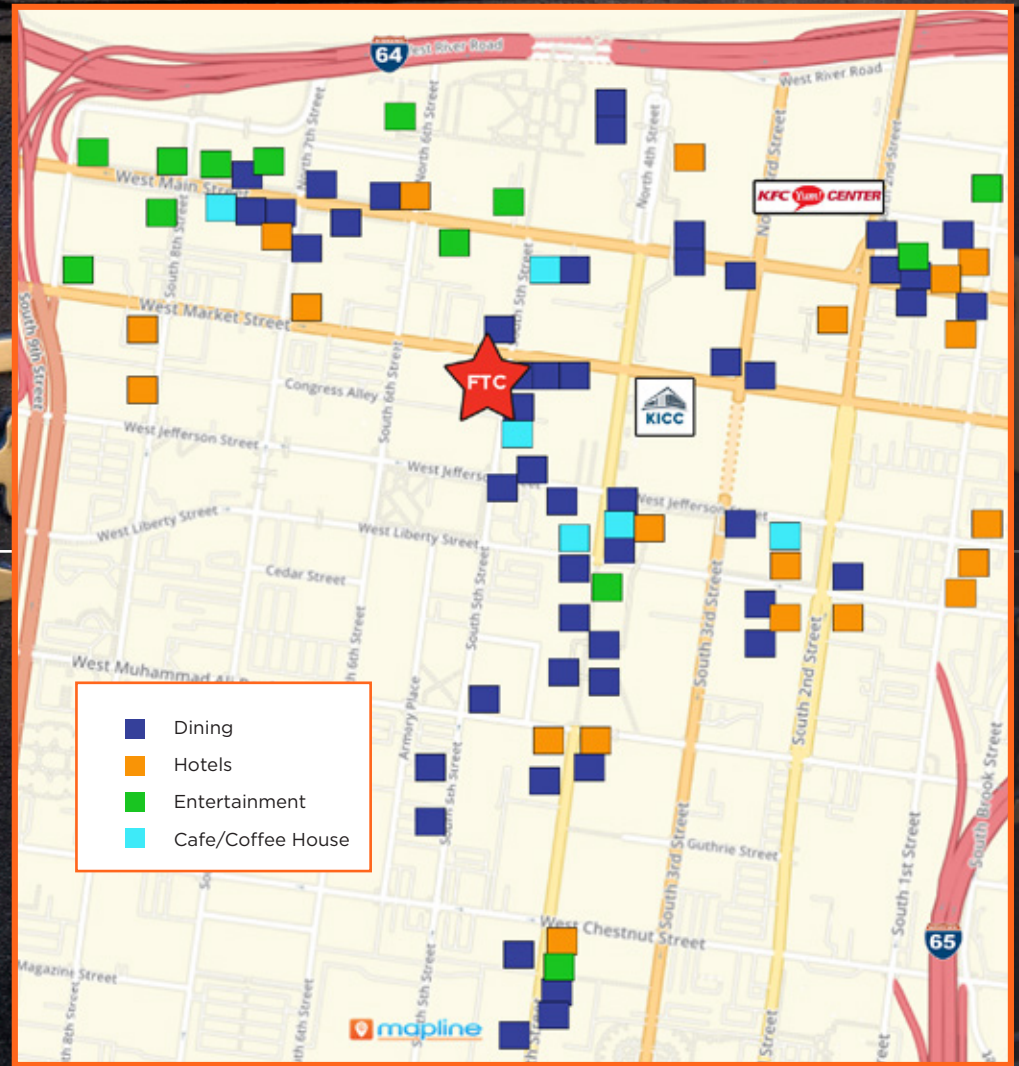 64
West River Road
West River Road
North 7th Street
North 6th Street
North 4th Street
KFC Yum! CENTER
West Main Street
South 8th Street
South 5th Street
West Market Street
South 9th Street
FTC
KICC
Congress Alley
South 6th Street
West Jefferson Street
West Jefferson Street
West Liberty Street
West Liberty Street
Cedar Street
South 5th Street
South 3rd Street
South 2nd Street
West Muhammad Ali
6th Street
Armory Place
Dining
Hotels
Entertainment
Cafe/Coffee House
South 5th Street
Guthrie Street
South 3rd Street
South 1st Street
South Brook Street
West Chestnut Street
65
Magazine Street
South 5th Street
mapline
Street